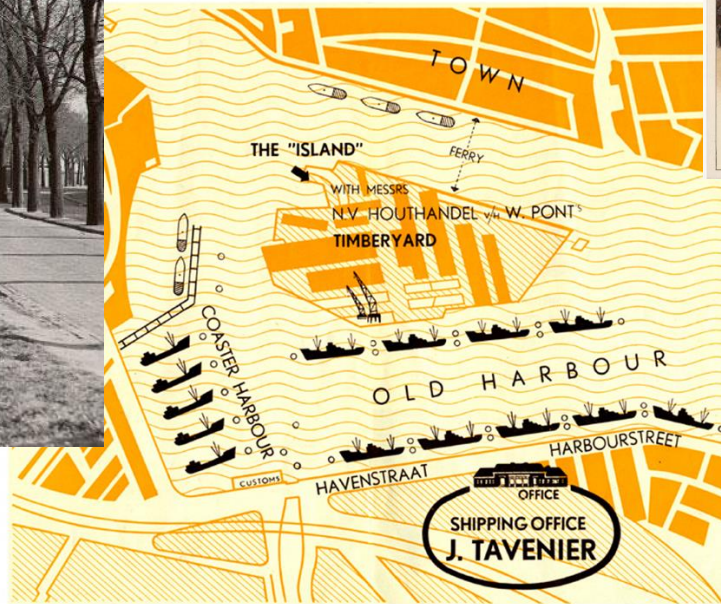 TOWN
THE "ISLAND"
FERRY
WITH MESSRS
N.V HOUTHANDEL v/H W. PONT's
TIMBERYARD
COASTER HARBOUR
OLD HARBOUR
HARBOURSTREET
HAVENSTRAAT
CUSTOMS
OFFICE
SHIPPING OFFICE
J. TAVENIER